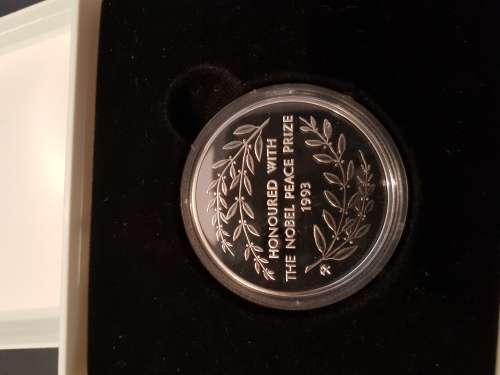 HONOURED WITH
THE NOBEL PEACE PRIZE
1993